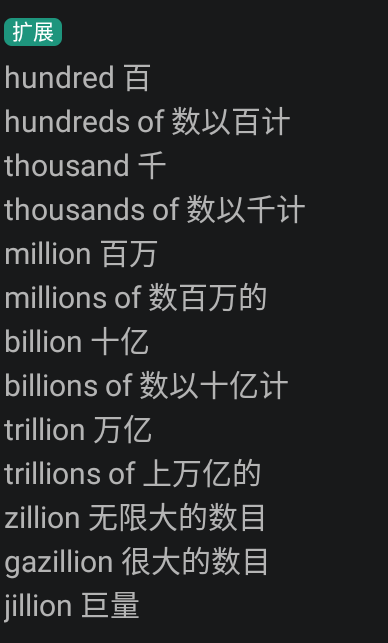 扩展
hundred 百
hundreds of 数以百计
thousand 千
thousands of 数以千计
million 百万
millions of 数百万的
billion 十亿
billions of 数以十亿计
trillion 万亿
trillions of 上万亿的
zillion 无限大的数目
gazillion 很大的数目
jillion 巨量